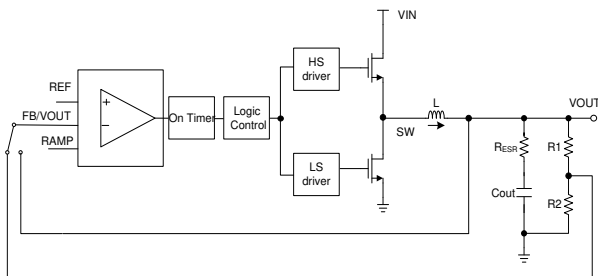 VIN
HS
driver
REF
+
FB/VOUT
−
RAMP
On Timer
Logic
Control
L
VOUT
SW
LS
driver
RESR
R1
Cout
R2